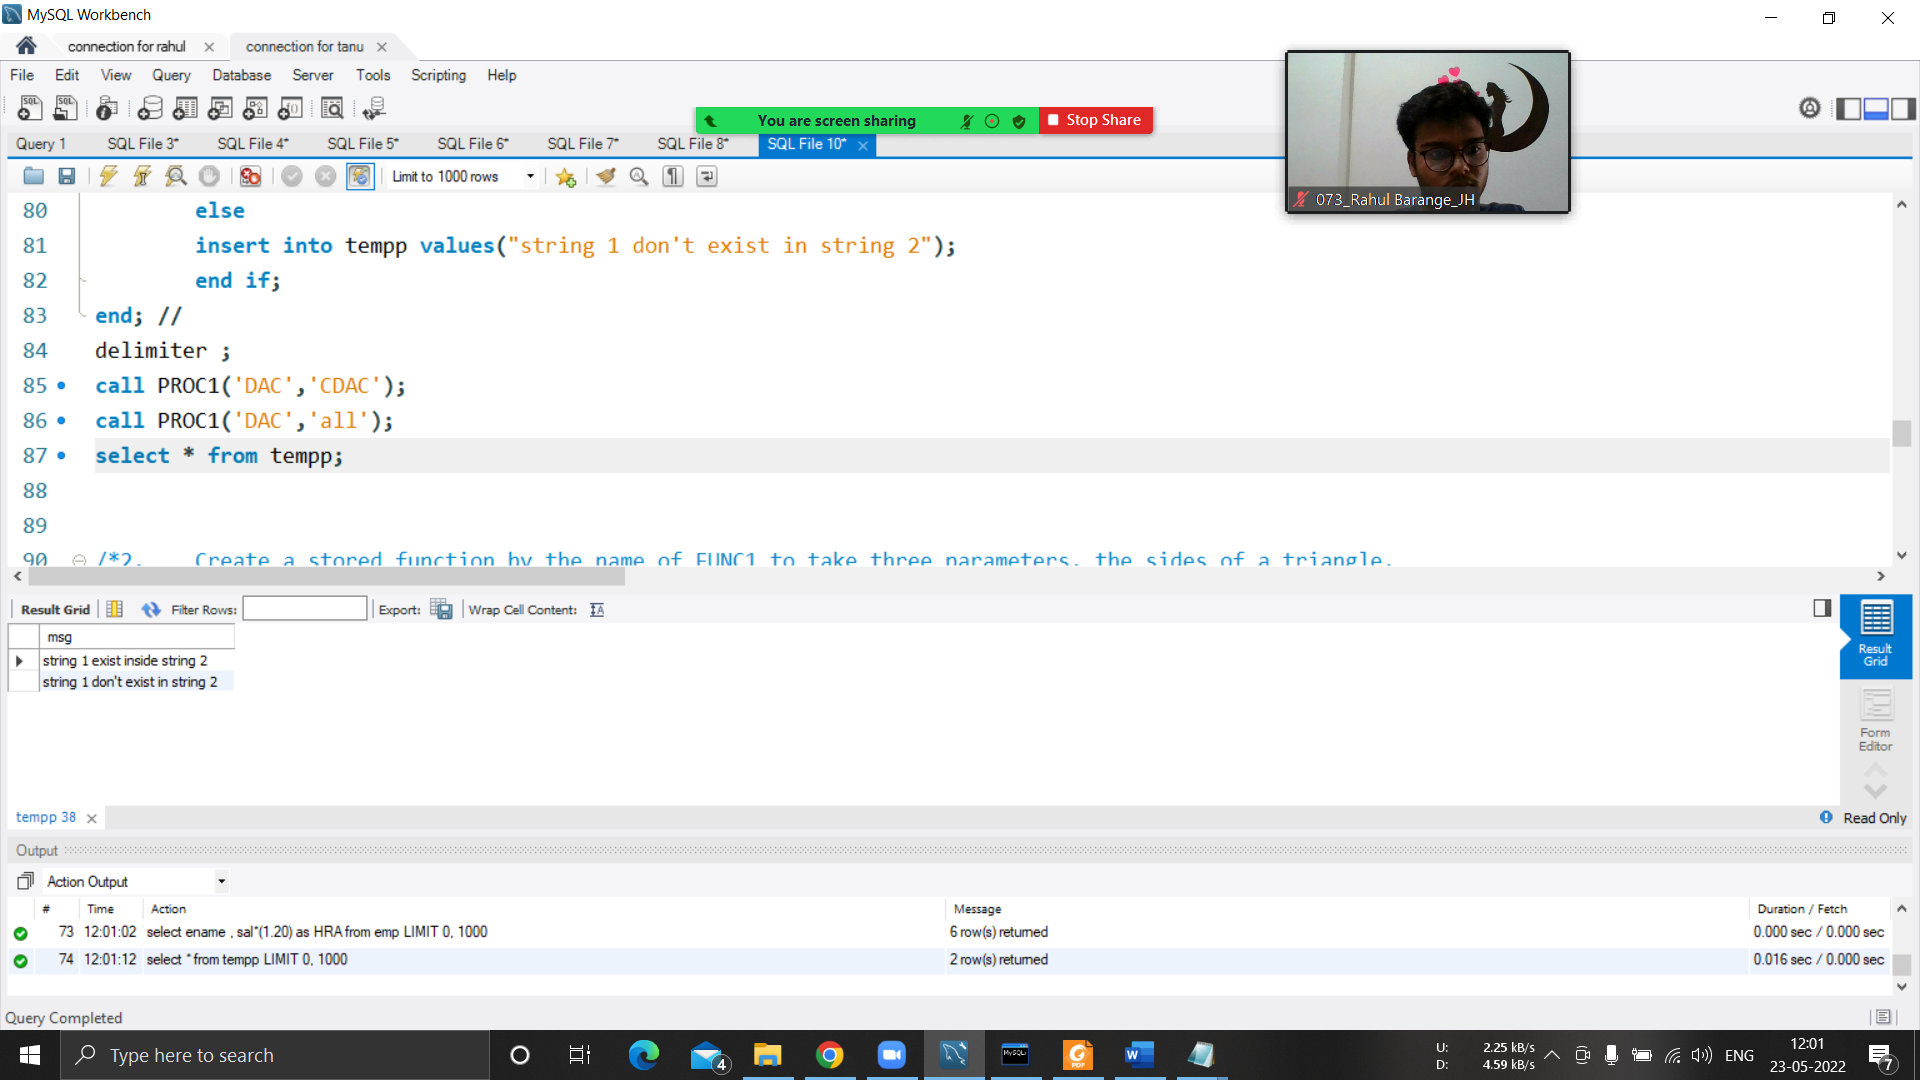 MySQL Workbench
connection for rahul
connection for tanu
File Edit View Query Database Server Tools Scripting Help
You are screen sharing
Stop Share
Query 1 SQL File 3* SQL File 4* SQL File 5* SQL File 6* SQL File 7* SQL File 8* SQL File 10*
Limit to 1000 rows
073_Rahul Barange_JH
80 else
81 insert into tempp values("string 1 don't exist in string 2");
82 end if;
83 end; //
84 delimiter ;
85 call PROC1('DAC','CDAC');
86 call PROC1('DAC','all');
87 select * from tempp;
88
89
90 /*2. Create a stored function by the name of FUNC1 to take three parameters, the sides of a triangle.
Result Grid Filter Rows: Export: Wrap Cell Content:
msg
string 1 exist inside string 2
string 1 don't exist in string 2
Result Grid
Form Editor
tempp 38
Read Only
Output
Action Output
# Time Action Message Duration / Fetch
73 12:01:02 select ename , sal*(1.20) as HRA from emp LIMIT 0, 1000 6 row(s) returned 0.000 sec / 0.000 sec
74 12:01:12 select * from tempp LIMIT 0, 1000 2 row(s) returned 0.016 sec / 0.000 sec
Query Completed
Type here to search
4
U: 2.25 kB/s
D: 4.59 kB/s
ENG
12:01
23-05-2022
7